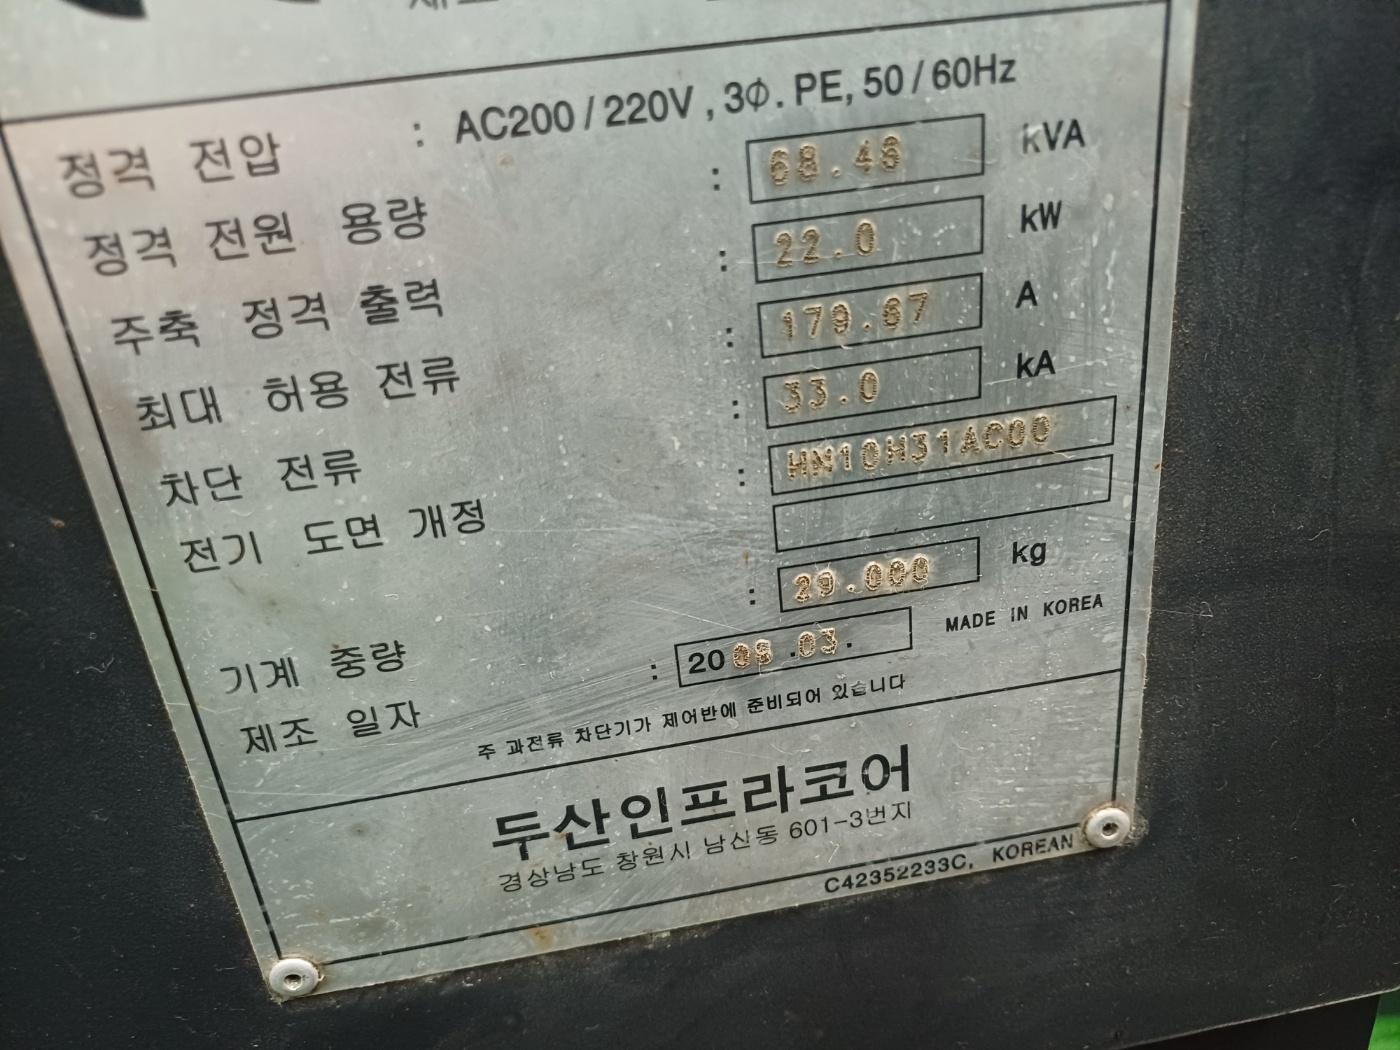 정격 전압 : AC200 / 220V , 3Φ. PE, 50 / 60Hz
정격 전원 용량 : 68.46 kVA
주축 정격 출력 : 22.0 kW
최대 허용 전류 : 179.67 A
차단 전류 : 33.0 kA
전기 도면 개정 : HN10H31AC00
기계 중량 : 29.000 kg
제조 일자 : 2008.03. MADE IN KOREA
주 과전류 차단기가 제어반에 준비되어 있습니다
두산인프라코어
경상남도 창원시 남산동 601-3번지
C42352233C, KOREAN